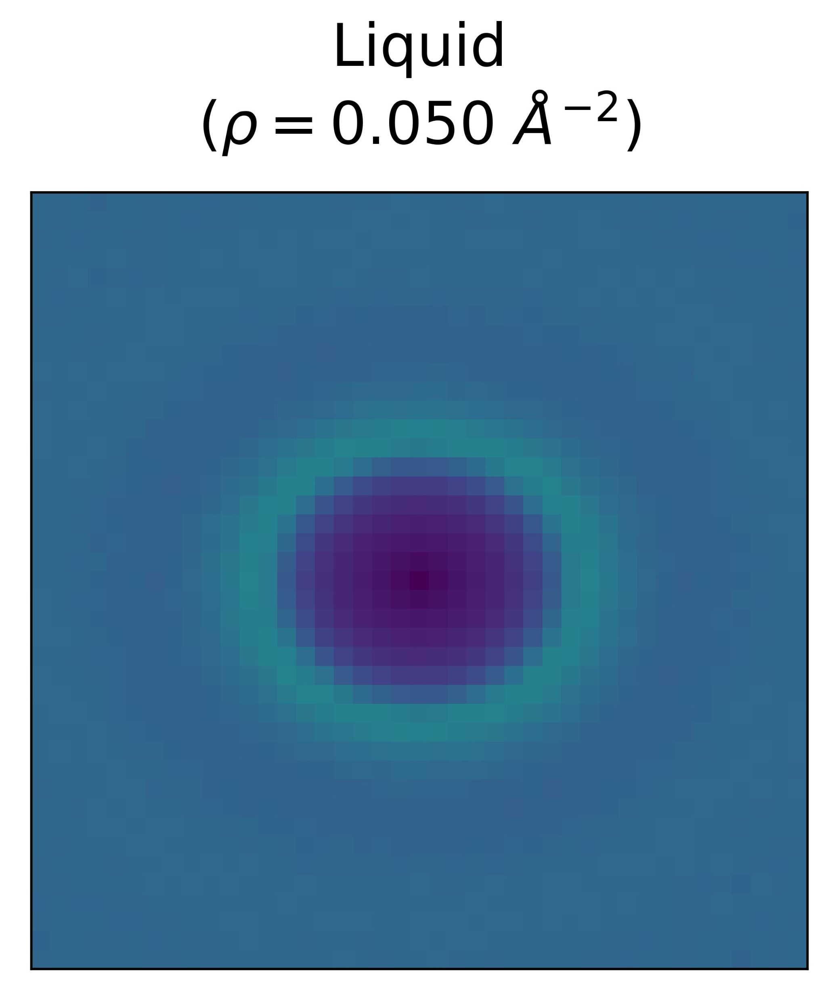 Liquid
(ρ = 0.050 Å⁻²)